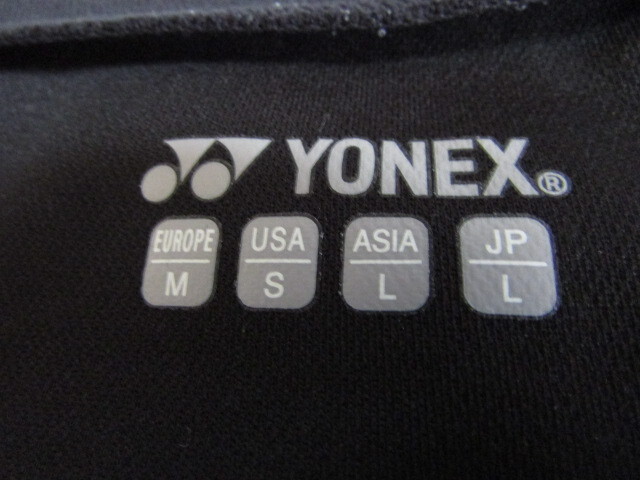 YONEX®
EUROPE USA ASIA JP
M S L L